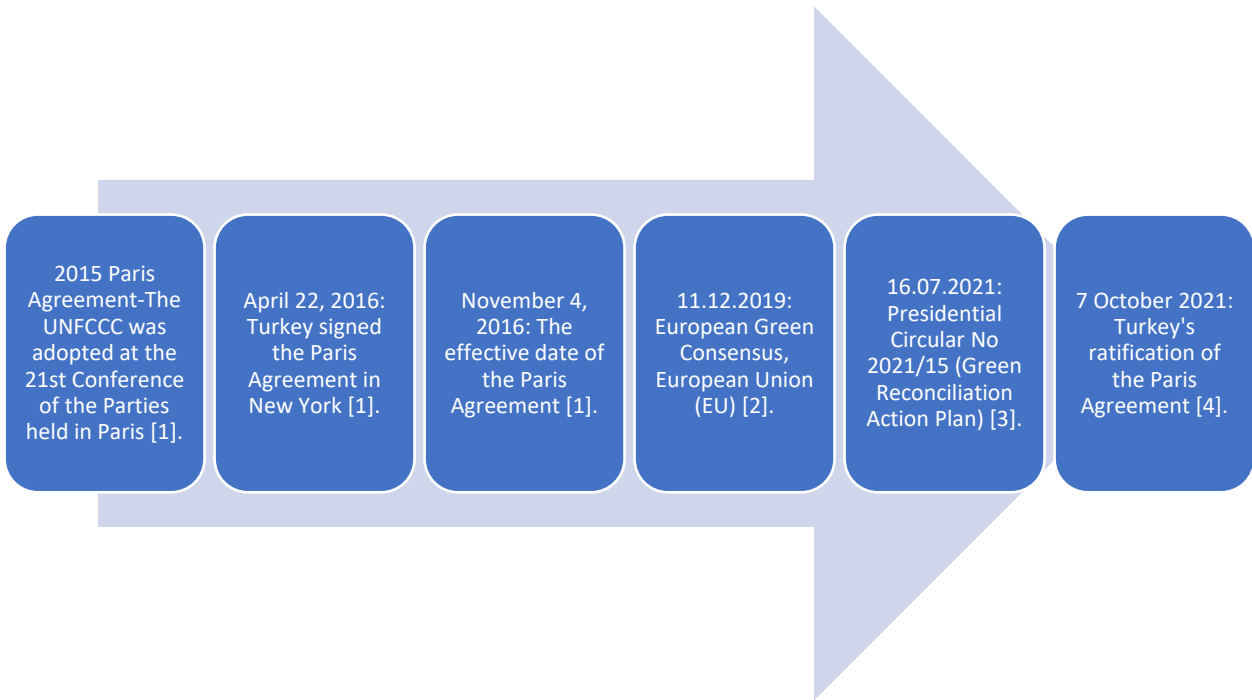 2015 Paris
Agreement-The
UNFCCC was
adopted at the
21st Conference
of the Parties
held in Paris [1].
April 22, 2016:
Turkey signed
the Paris
Agreement in
New York [1].
November 4,
2016: The
effective date of
the Paris
Agreement [1].
11.12.2019:
European Green
Consensus,
European Union
(EU) [2].
16.07.2021:
Presidential
Circular No
2021/15 (Green
Reconciliation
Action Plan) [3].
7 October 2021:
Turkey's
ratification of
the Paris
Agreement [4].